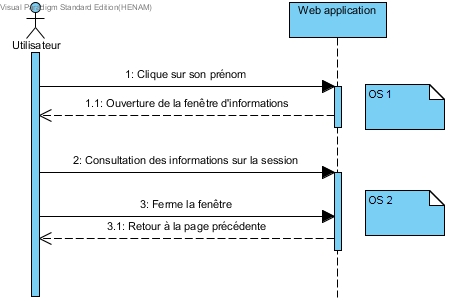 Visual Paradigm Standard Edition(HENAM)
Web application
Utilisateur
1: Clique sur son prénom
OS 1
1.1: Ouverture de la fenêtre d'informations
2: Consultation des informations sur la session
OS 2
3: Ferme la fenêtre
3.1: Retour à la page précédente